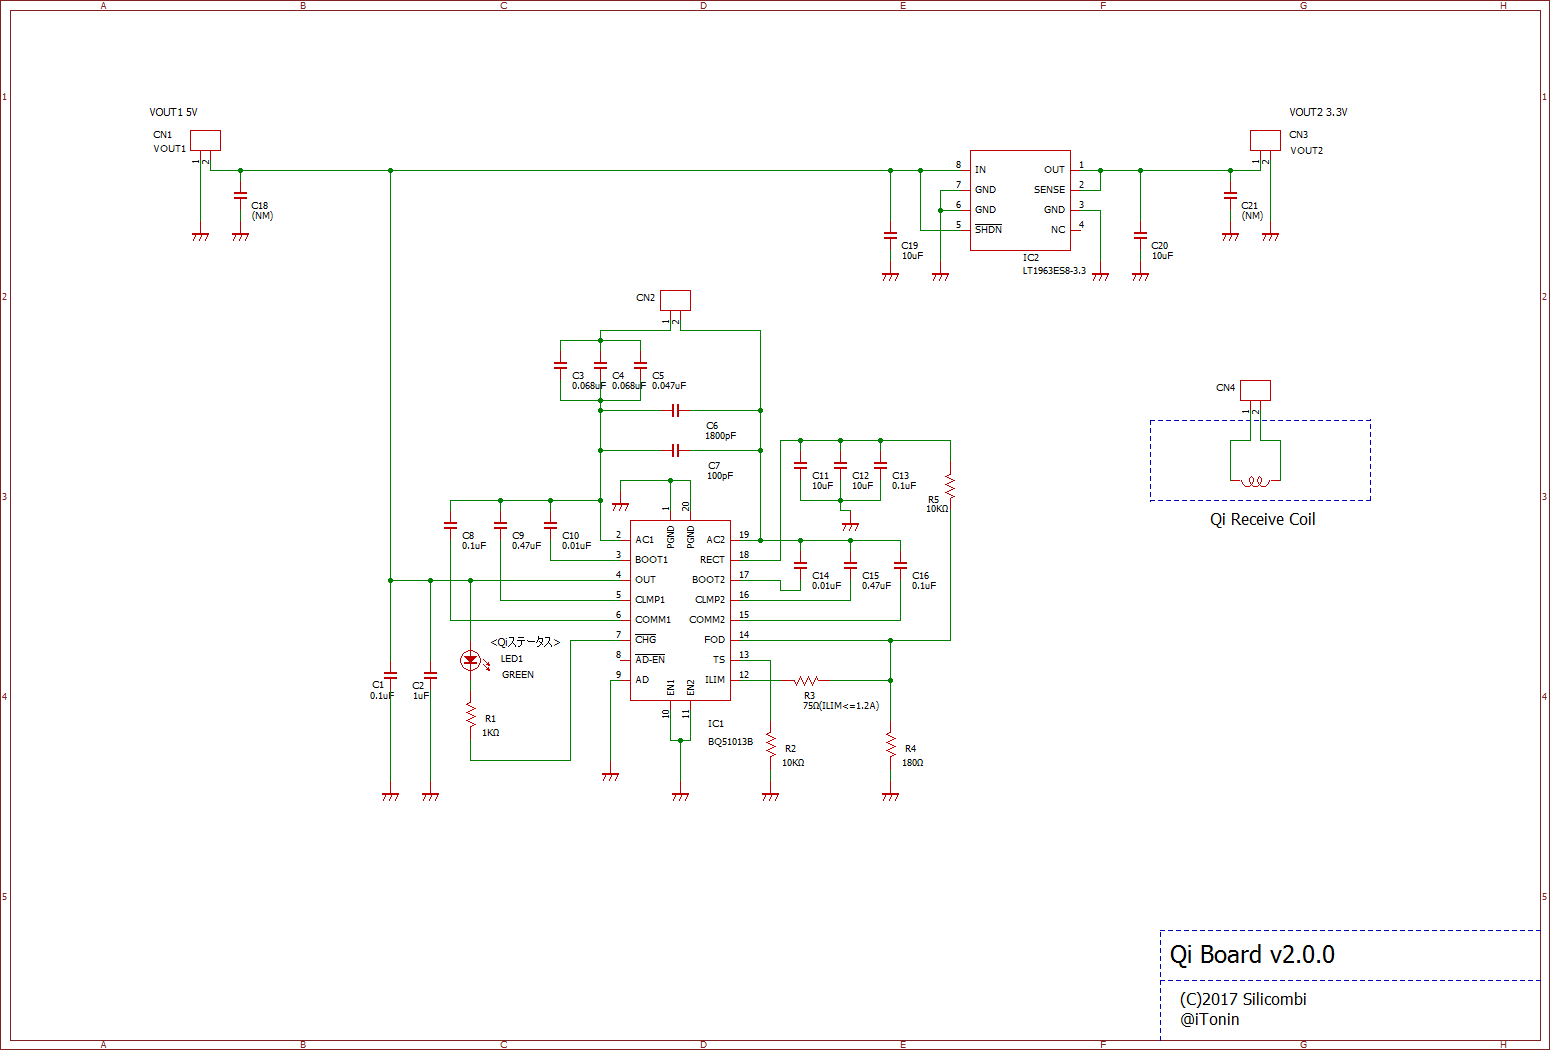 A B C D E F G H
1 1
VOUT1 5V
CN1
VOUT1
1 2
C18
(NM)
8 IN OUT 1
7 GND SENSE 2
6 GND GND 3
5 SHDN NC 4
IC2
LT1963ES8-3.3
C19
10uF
C20
10uF
VOUT2 3.3V
CN3
VOUT2
1 2
C21
(NM)
2 2
CN2
1 2
C3
0.068uF
C4
0.068uF
C5
0.047uF
C6
1800pF
C7
100pF
CN4
1 2
Qi Receive Coil
3 3
C11
10uF
C12
10uF
C13
0.1uF
R5
10KΩ
C8
0.1uF
C9
0.47uF
C10
0.01uF
1 20
PGND PGND
2 AC1 AC2 19
3 BOOT1 RECT 18
4 OUT BOOT2 17
5 CLMP1 CLMP2 16
6 COMM1 COMM2 15
7 CHG FOD 14
8 AD-EN TS 13
9 AD ILIM 12
EN1 EN2
10 11
IC1
BQ51013B
C14
0.01uF
C15
0.47uF
C16
0.1uF
<Qiステータス>
LED1
GREEN
4 4
C1
0.1uF
C2
1uF
R1
1KΩ
R3
75Ω(ILIM<=1.2A)
R2
10KΩ
R4
180Ω
5 5
Qi Board v2.0.0
(C)2017 Silicombi
@iTonin
A B C D E F G H